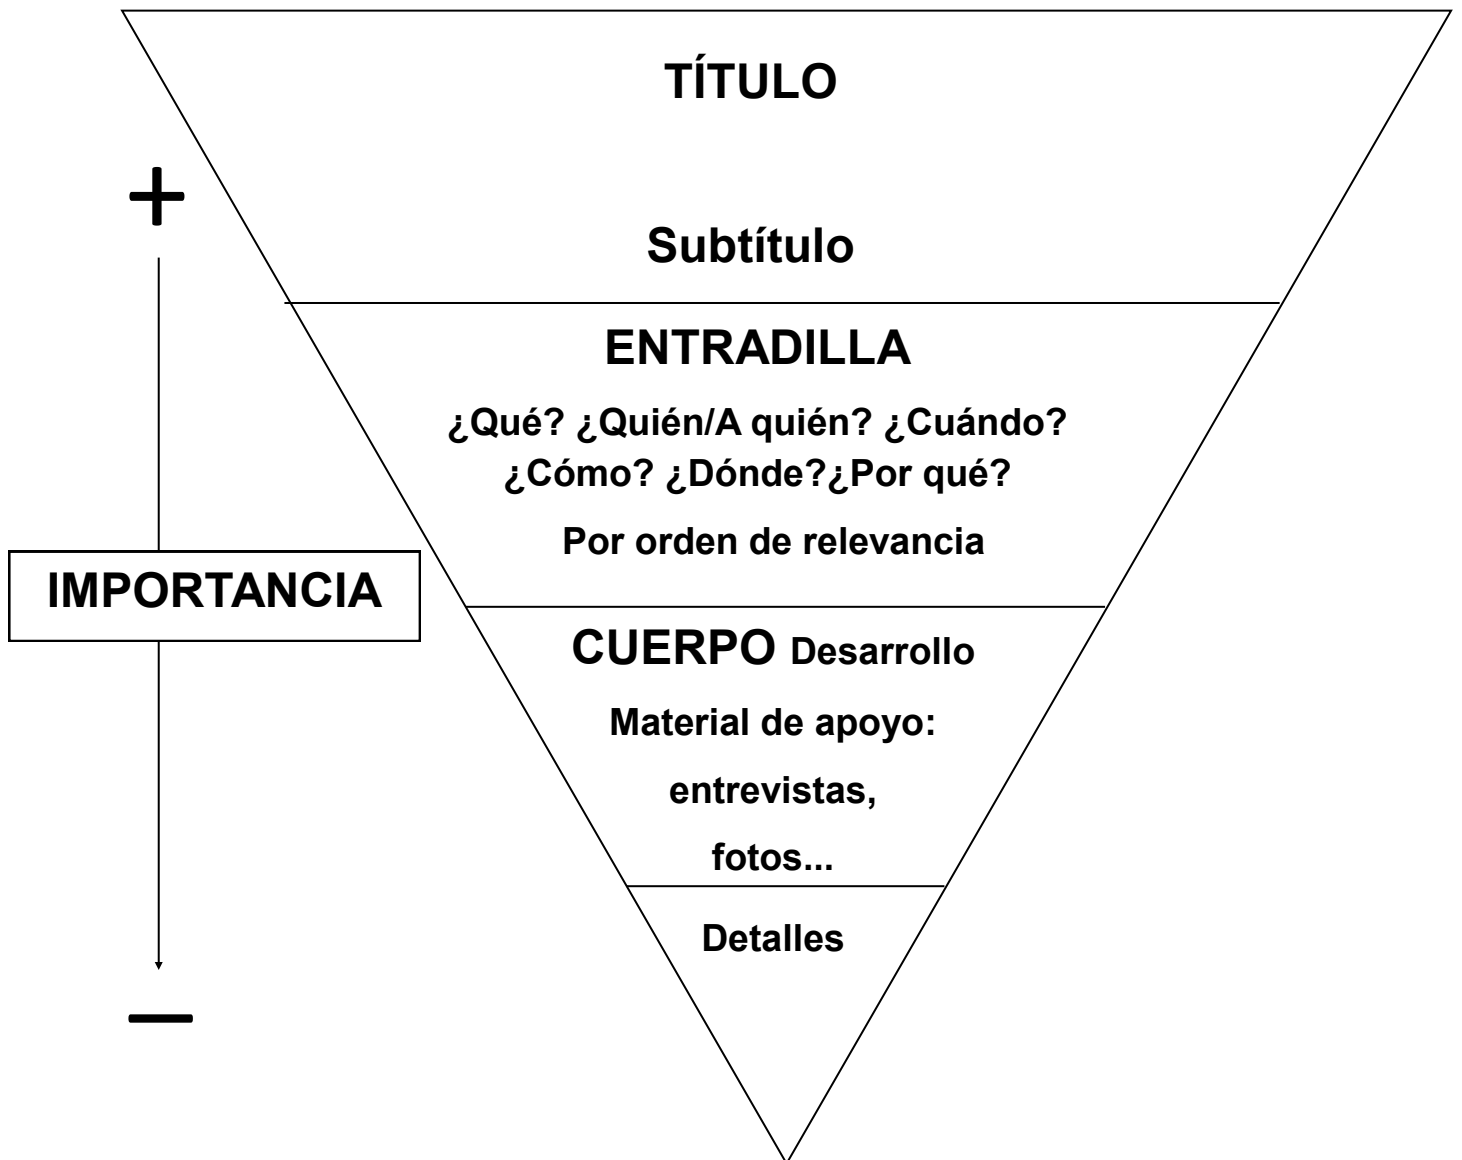 TÍTULO
+
Subtítulo
ENTRADILLA
¿Qué? ¿Quién/A quién? ¿Cuándo?
¿Cómo? ¿Dónde?¿Por qué?
Por orden de relevancia
IMPORTANCIA
CUERPO Desarrollo
Material de apoyo:
entrevistas,
fotos...
Detalles
–